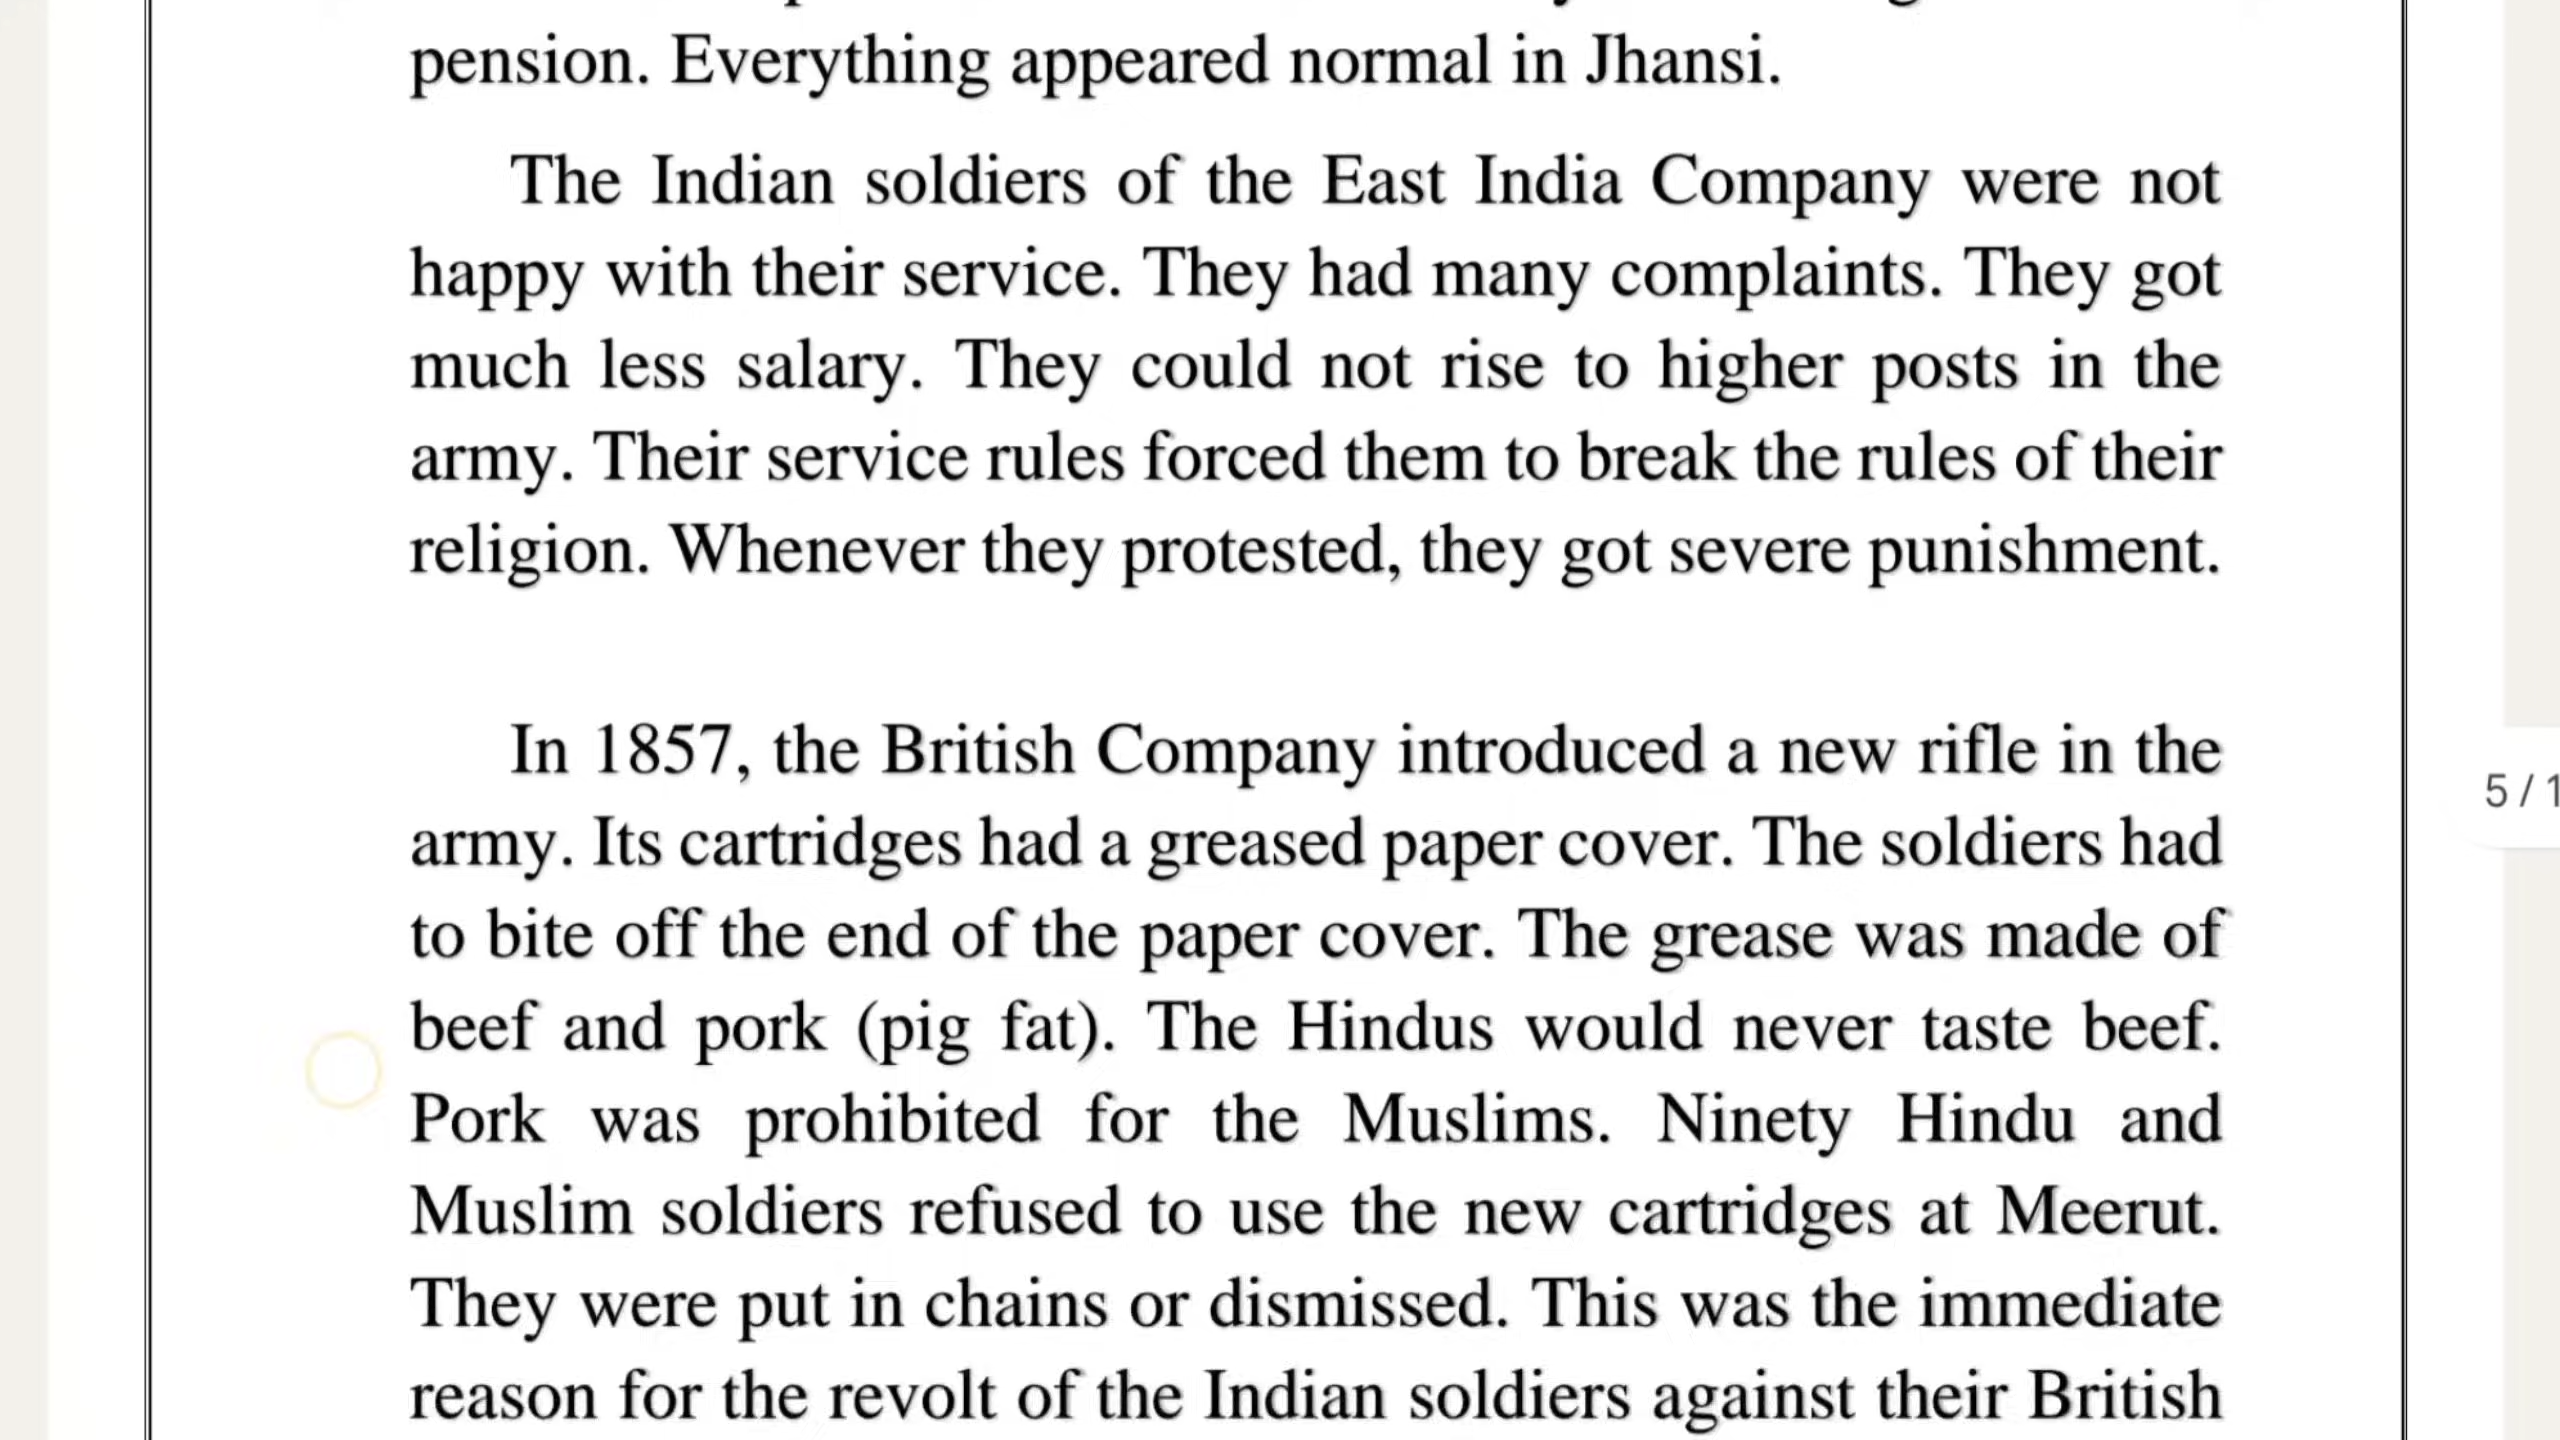 pension. Everything appeared normal in Jhansi.
The Indian soldiers of the East India Company were not
happy with their service. They had many complaints. They got
much less salary. They could not rise to higher posts in the
army. Their service rules forced them to break the rules of their
religion. Whenever they protested, they got severe punishment.
In 1857, the British Company introduced a new rifle in the
army. Its cartridges had a greased paper cover. The soldiers had
to bite off the end of the paper cover. The grease was made of
beef and pork (pig fat). The Hindus would never taste beef.
Pork was prohibited for the Muslims. Ninety Hindu and
Muslim soldiers refused to use the new cartridges at Meerut.
They were put in chains or dismissed. This was the immediate
reason for the revolt of the Indian soldiers against their British
5 / 1